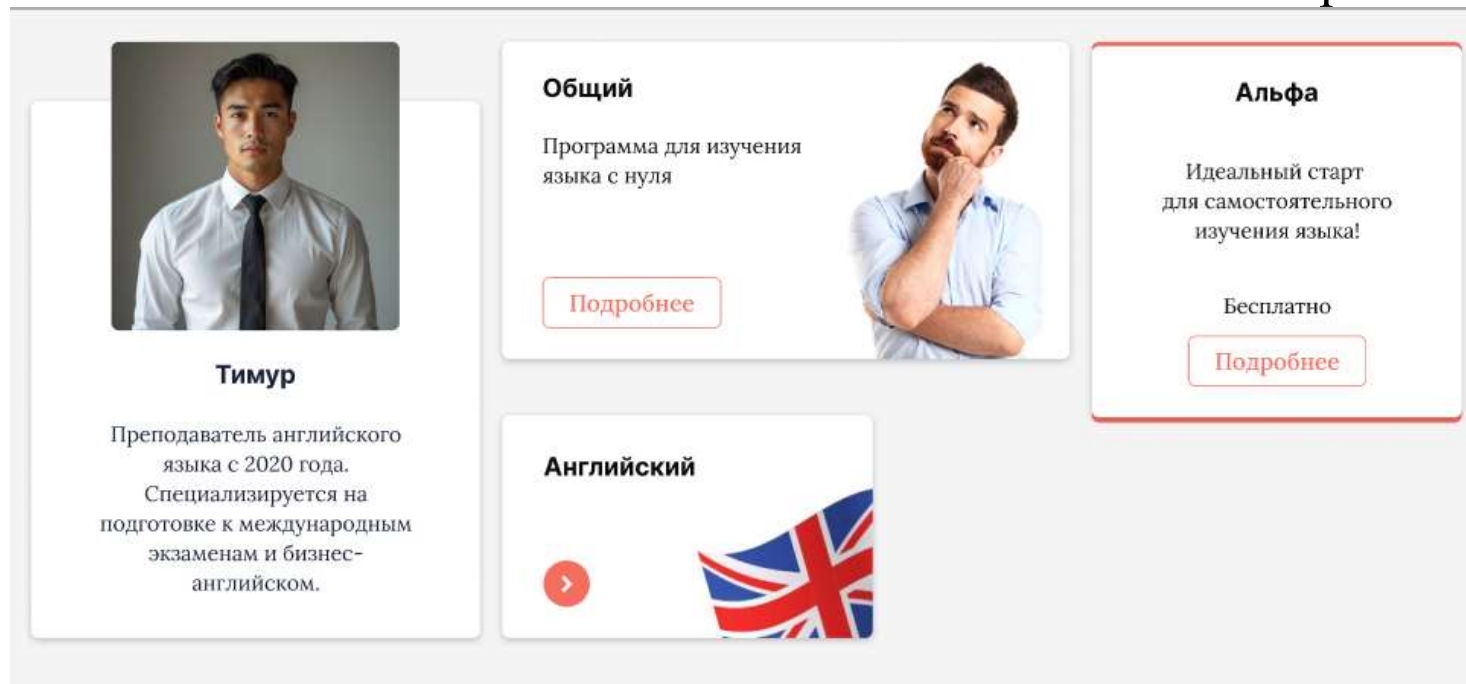 Тимур
Преподаватель английского
языка с 2020 года.
Специализируется на
подготовке к международным
экзаменам и бизнес-
английском.
Общий
Программа для изучения
языка с нуля
Подробнее
Английский
Альфа
Идеальный старт
для самостоятельного
изучения языка!
Бесплатно
Подробнее